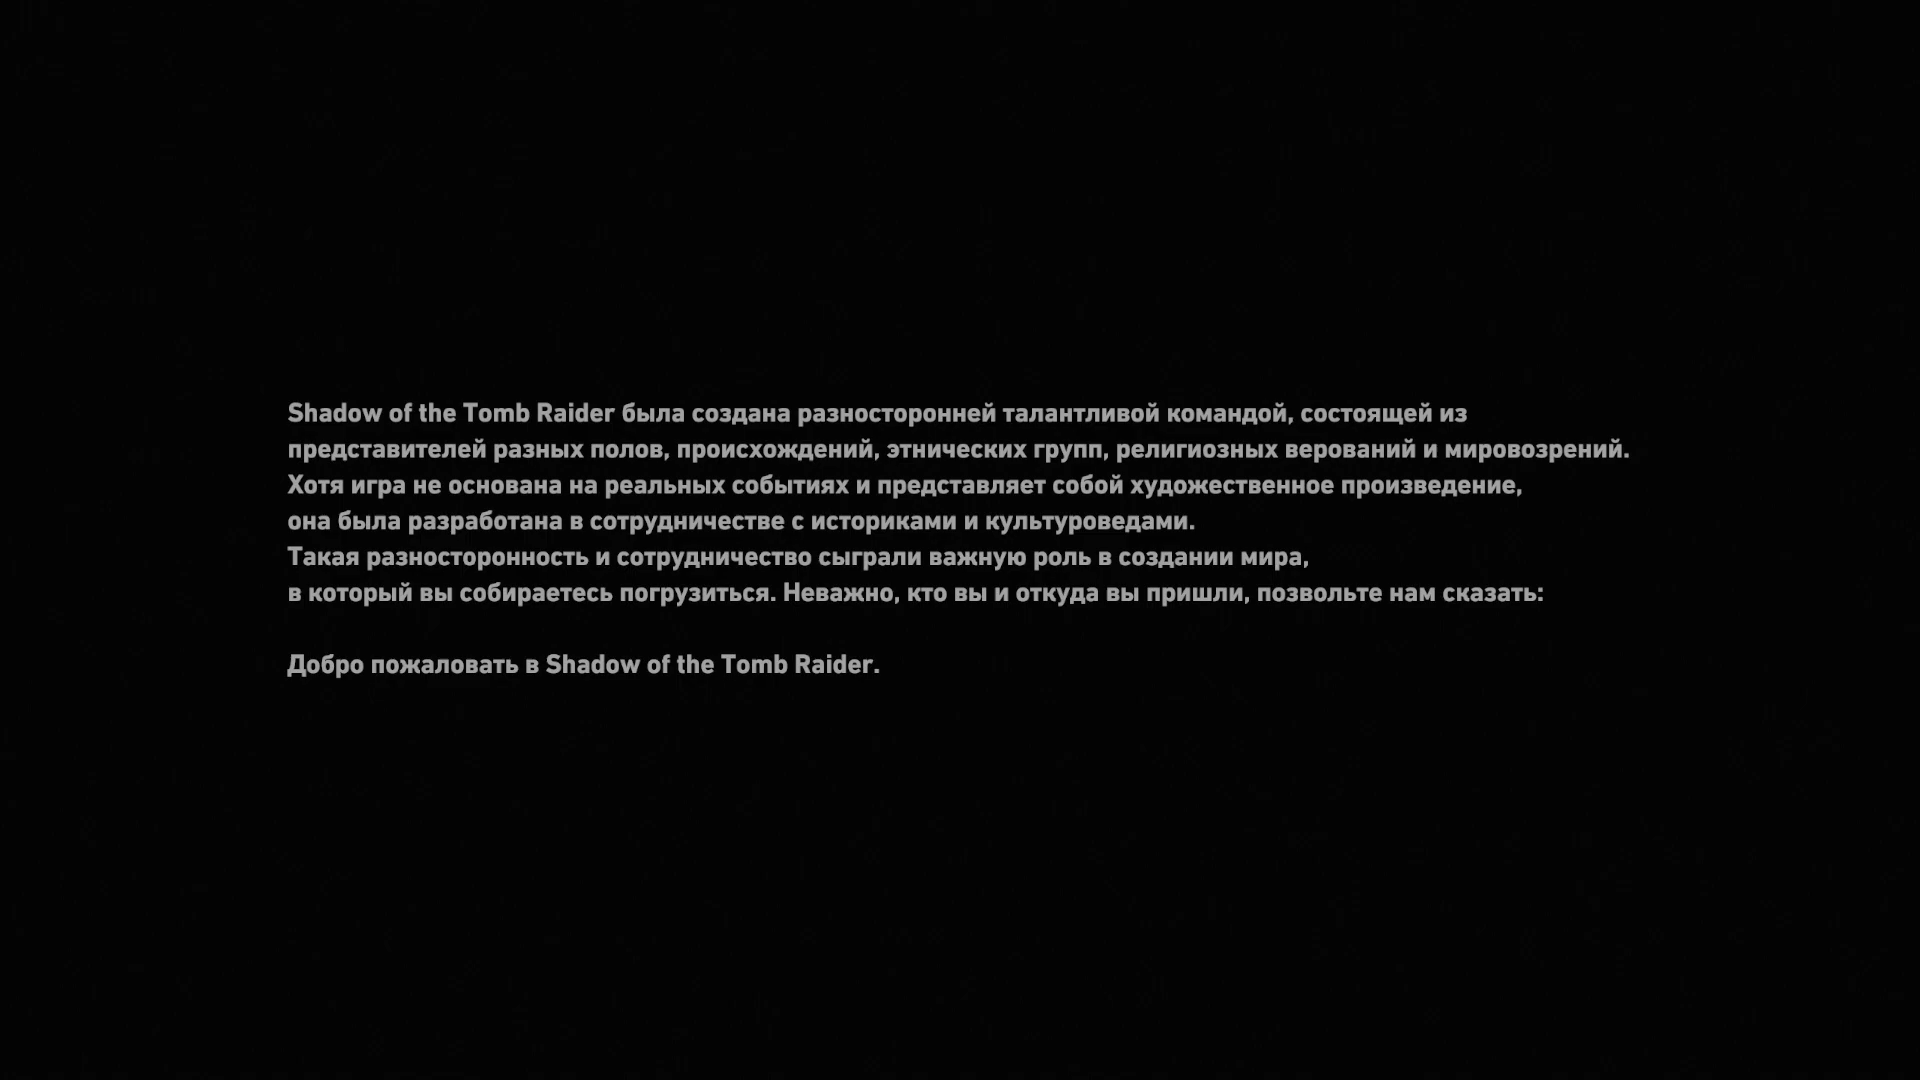 Shadow of the Tomb Raider была создана разносторонней талантливой командой, состоящей из
представителей разных полов, происхождений, этнических групп, религиозных верований и мировозрений.
Хотя игра не основана на реальных событиях и представляет собой художественное произведение,
она была разработана в сотрудничестве с историками и культуроведами.
Такая разносторонность и сотрудничество сыграли важную роль в создании мира,
в который вы собираетесь погрузиться. Неважно, кто вы и откуда вы пришли, позвольте нам сказать:
Добро пожаловать в Shadow of the Tomb Raider.